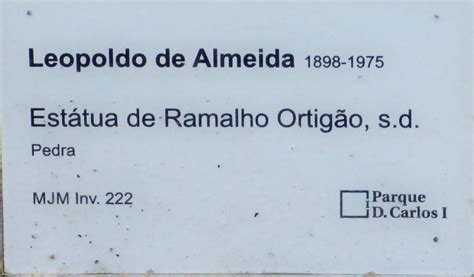 Leopoldo de Almeida 1898-1975
Estátua de Ramalho Ortigão, s.d.
Pedra
MJM Inv. 222
Parque
D. Carlos I